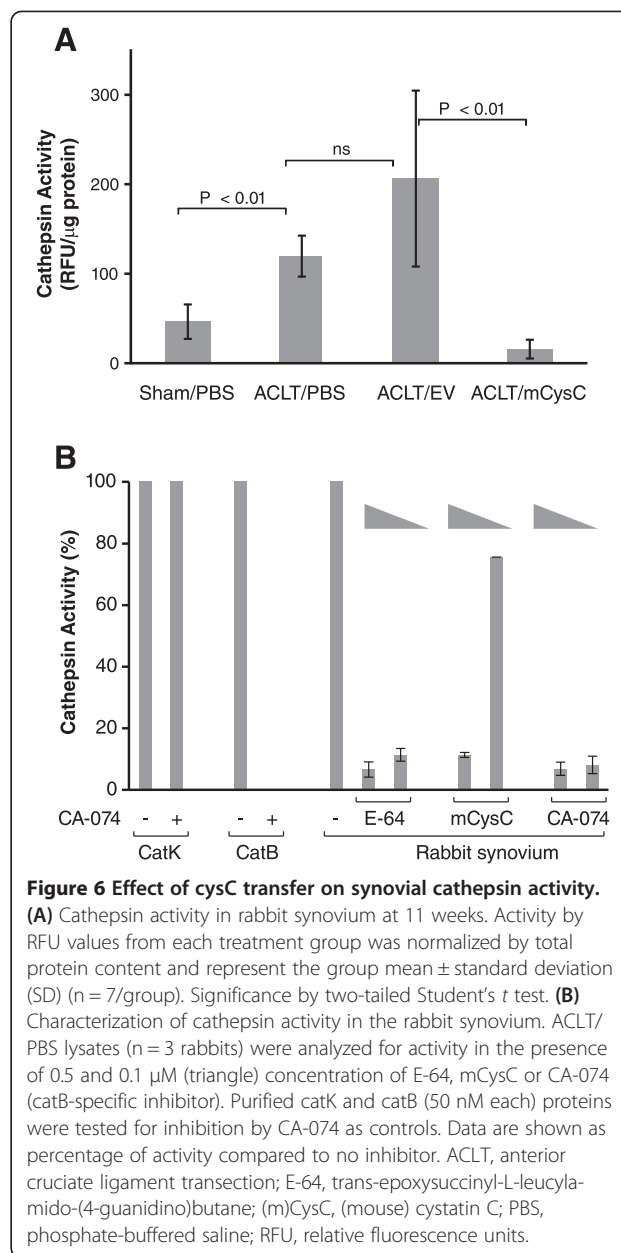 A
Cathepsin Activity
(RFU/µg protein)
300
200
100
0
P < 0.01
ns
P < 0.01
Sham/PBS ACLT/PBS ACLT/EV ACLT/mCysC
B
Cathepsin Activity (%)
100
80
60
40
20
0
CA-074 - + - + - E-64 mCysC CA-074
CatK CatB Rabbit synovium
Figure 6 Effect of cysC transfer on synovial cathepsin activity.
(A) Cathepsin activity in rabbit synovium at 11 weeks. Activity by
RFU values from each treatment group was normalized by total
protein content and represent the group mean ± standard deviation
(SD) (n = 7/group). Significance by two-tailed Student's t test. (B)
Characterization of cathepsin activity in the rabbit synovium. ACLT/
PBS lysates (n = 3 rabbits) were analyzed for activity in the presence
of 0.5 and 0.1 µM (triangle) concentration of E-64, mCysC or CA-074
(catB-specific inhibitor). Purified catK and catB (50 nM each) proteins
were tested for inhibition by CA-074 as controls. Data are shown as
percentage of activity compared to no inhibitor. ACLT, anterior
cruciate ligament transection; E-64, trans-epoxysuccinyl-L-leucyla-
mido-(4-guanidino)butane; (m)CysC, (mouse) cystatin C; PBS,
phosphate-buffered saline; RFU, relative fluorescence units.